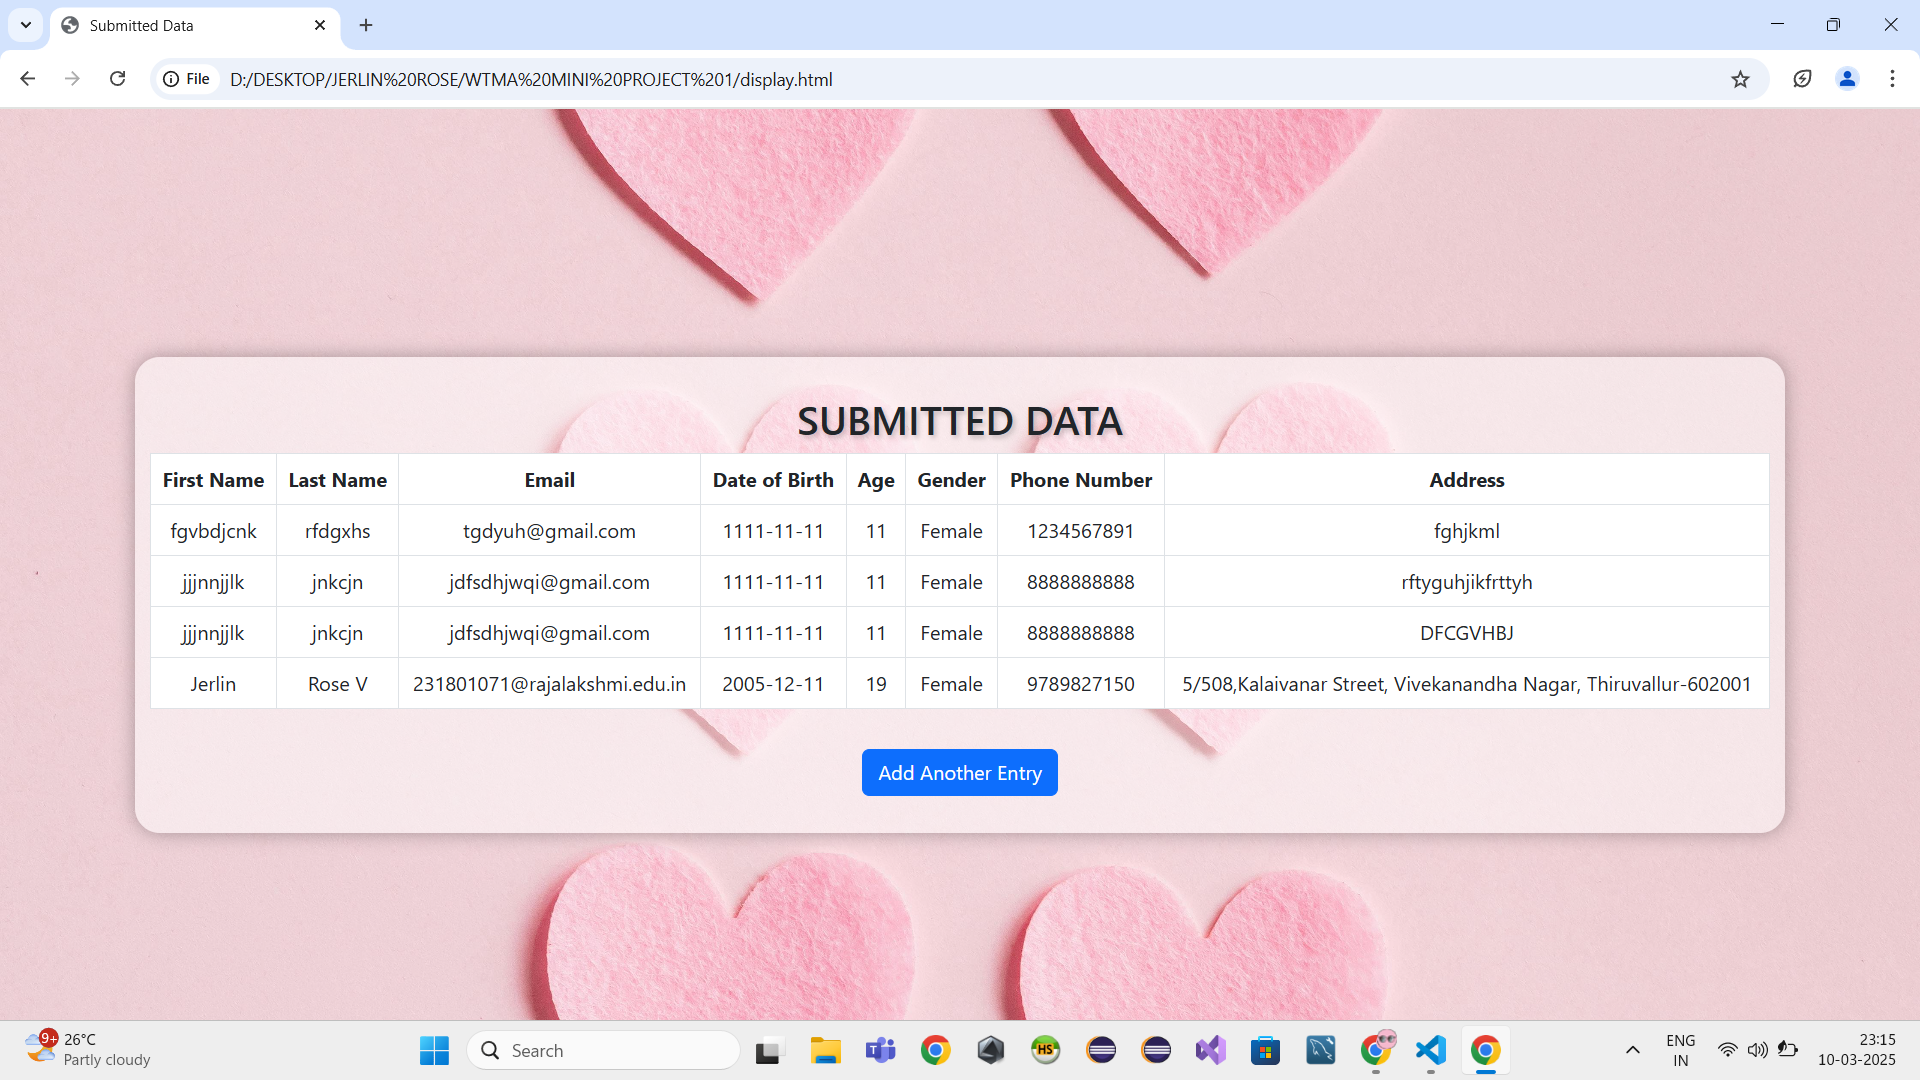 Submitted Data
File D:/DESKTOP/JERLIN%20ROSE/WTMA%20MINI%20PROJECT%201/display.html
SUBMITTED DATA
First Name Last Name Email Date of Birth Age Gender Phone Number Address
fgvbdjcnk rfdgxhs tgdyuh@gmail.com 1111-11-11 11 Female 1234567891 fghjkml
jjjnnjjlk jnkcjn jdfsdhjwqi@gmail.com 1111-11-11 11 Female 8888888888 rftyguhjikfrttyh
jjjnnjjlk jnkcjn jdfsdhjwqi@gmail.com 1111-11-11 11 Female 8888888888 DFCGVHBJ
Jerlin Rose V 231801071@rajalakshmi.edu.in 2005-12-11 19 Female 9789827150 5/508,Kalaivanar Street, Vivekanandha Nagar, Thiruvallur-602001
Add Another Entry
9+ 26°C
Partly cloudy
Search
HS
ENG
IN
23:15
10-03-2025